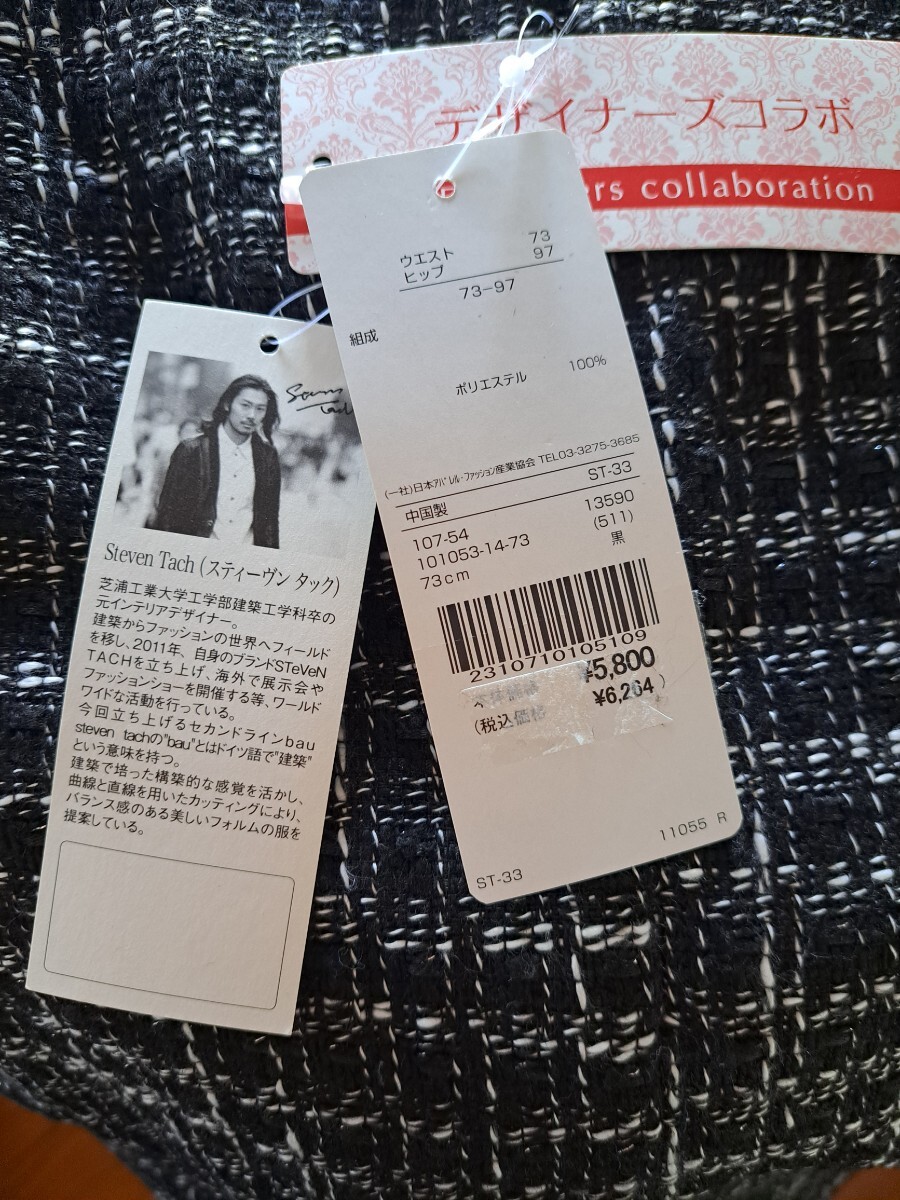 デザイナーズコラボ
rs collaboration
ウエスト 73
ヒップ 97
73-97
組成
ポリエステル 100%
(一社)日本アパレル・ファッション産業協会 TEL03-3275-3685
中国製 ST-33
107-54 13590
101053-14-73 (511)
73cm 黒
2310710105109
¥5,800
(税込価格 ¥6,264)
ST-33 11055 R
Steven Tach (スティーヴン タック)
芝浦工業大学工学部建築工学科卒の
元インテリアデザイナー。
建築からファッションの世界へフィールド
を移し、2011年、自身のブランドSTeVeN
TACHを立ち上げ、海外で展示会や
ファッションショーを開催する等、ワールド
ワイドな活動を行っている。
今回立ち上げるセカンドラインbau
steven tachの"bau"とはドイツ語で"建築"
という意味を持つ。
建築で培った構築的な感覚を活かし、
曲線と直線を用いたカッティングにより、
バランス感のある美しいフォルムの服を
提案している。